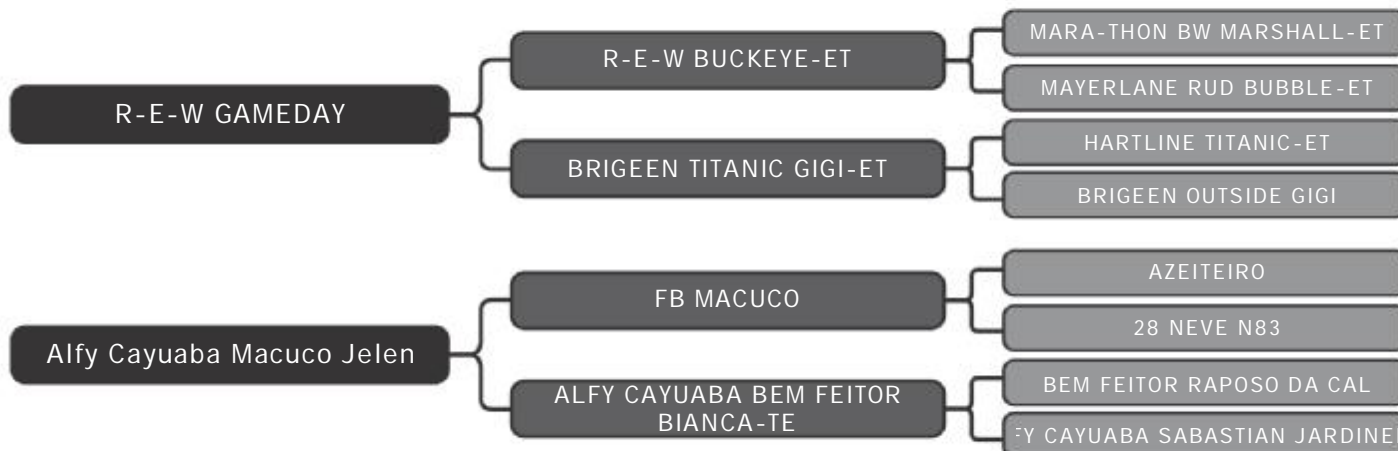 MARA-THON BW MARSHALL-ET
R-E-W BUCKEYE-ET
MAYERLANE RUD BUBBLE-ET
R-E-W GAMEDAY
HARTLINE TITANIC-ET
BRIGEEN TITANIC GIGI-ET
BRIGEEN OUTSIDE GIGI
AZEITEIRO
FB MACUCO
28 NEVE N83
Alfy Cayuaba Macuco Jelen
BEM FEITOR RAPOSO DA CAL
ALFY CAYUABA BEM FEITOR
BIANCA-TE
CAYUABA SABASTIAN